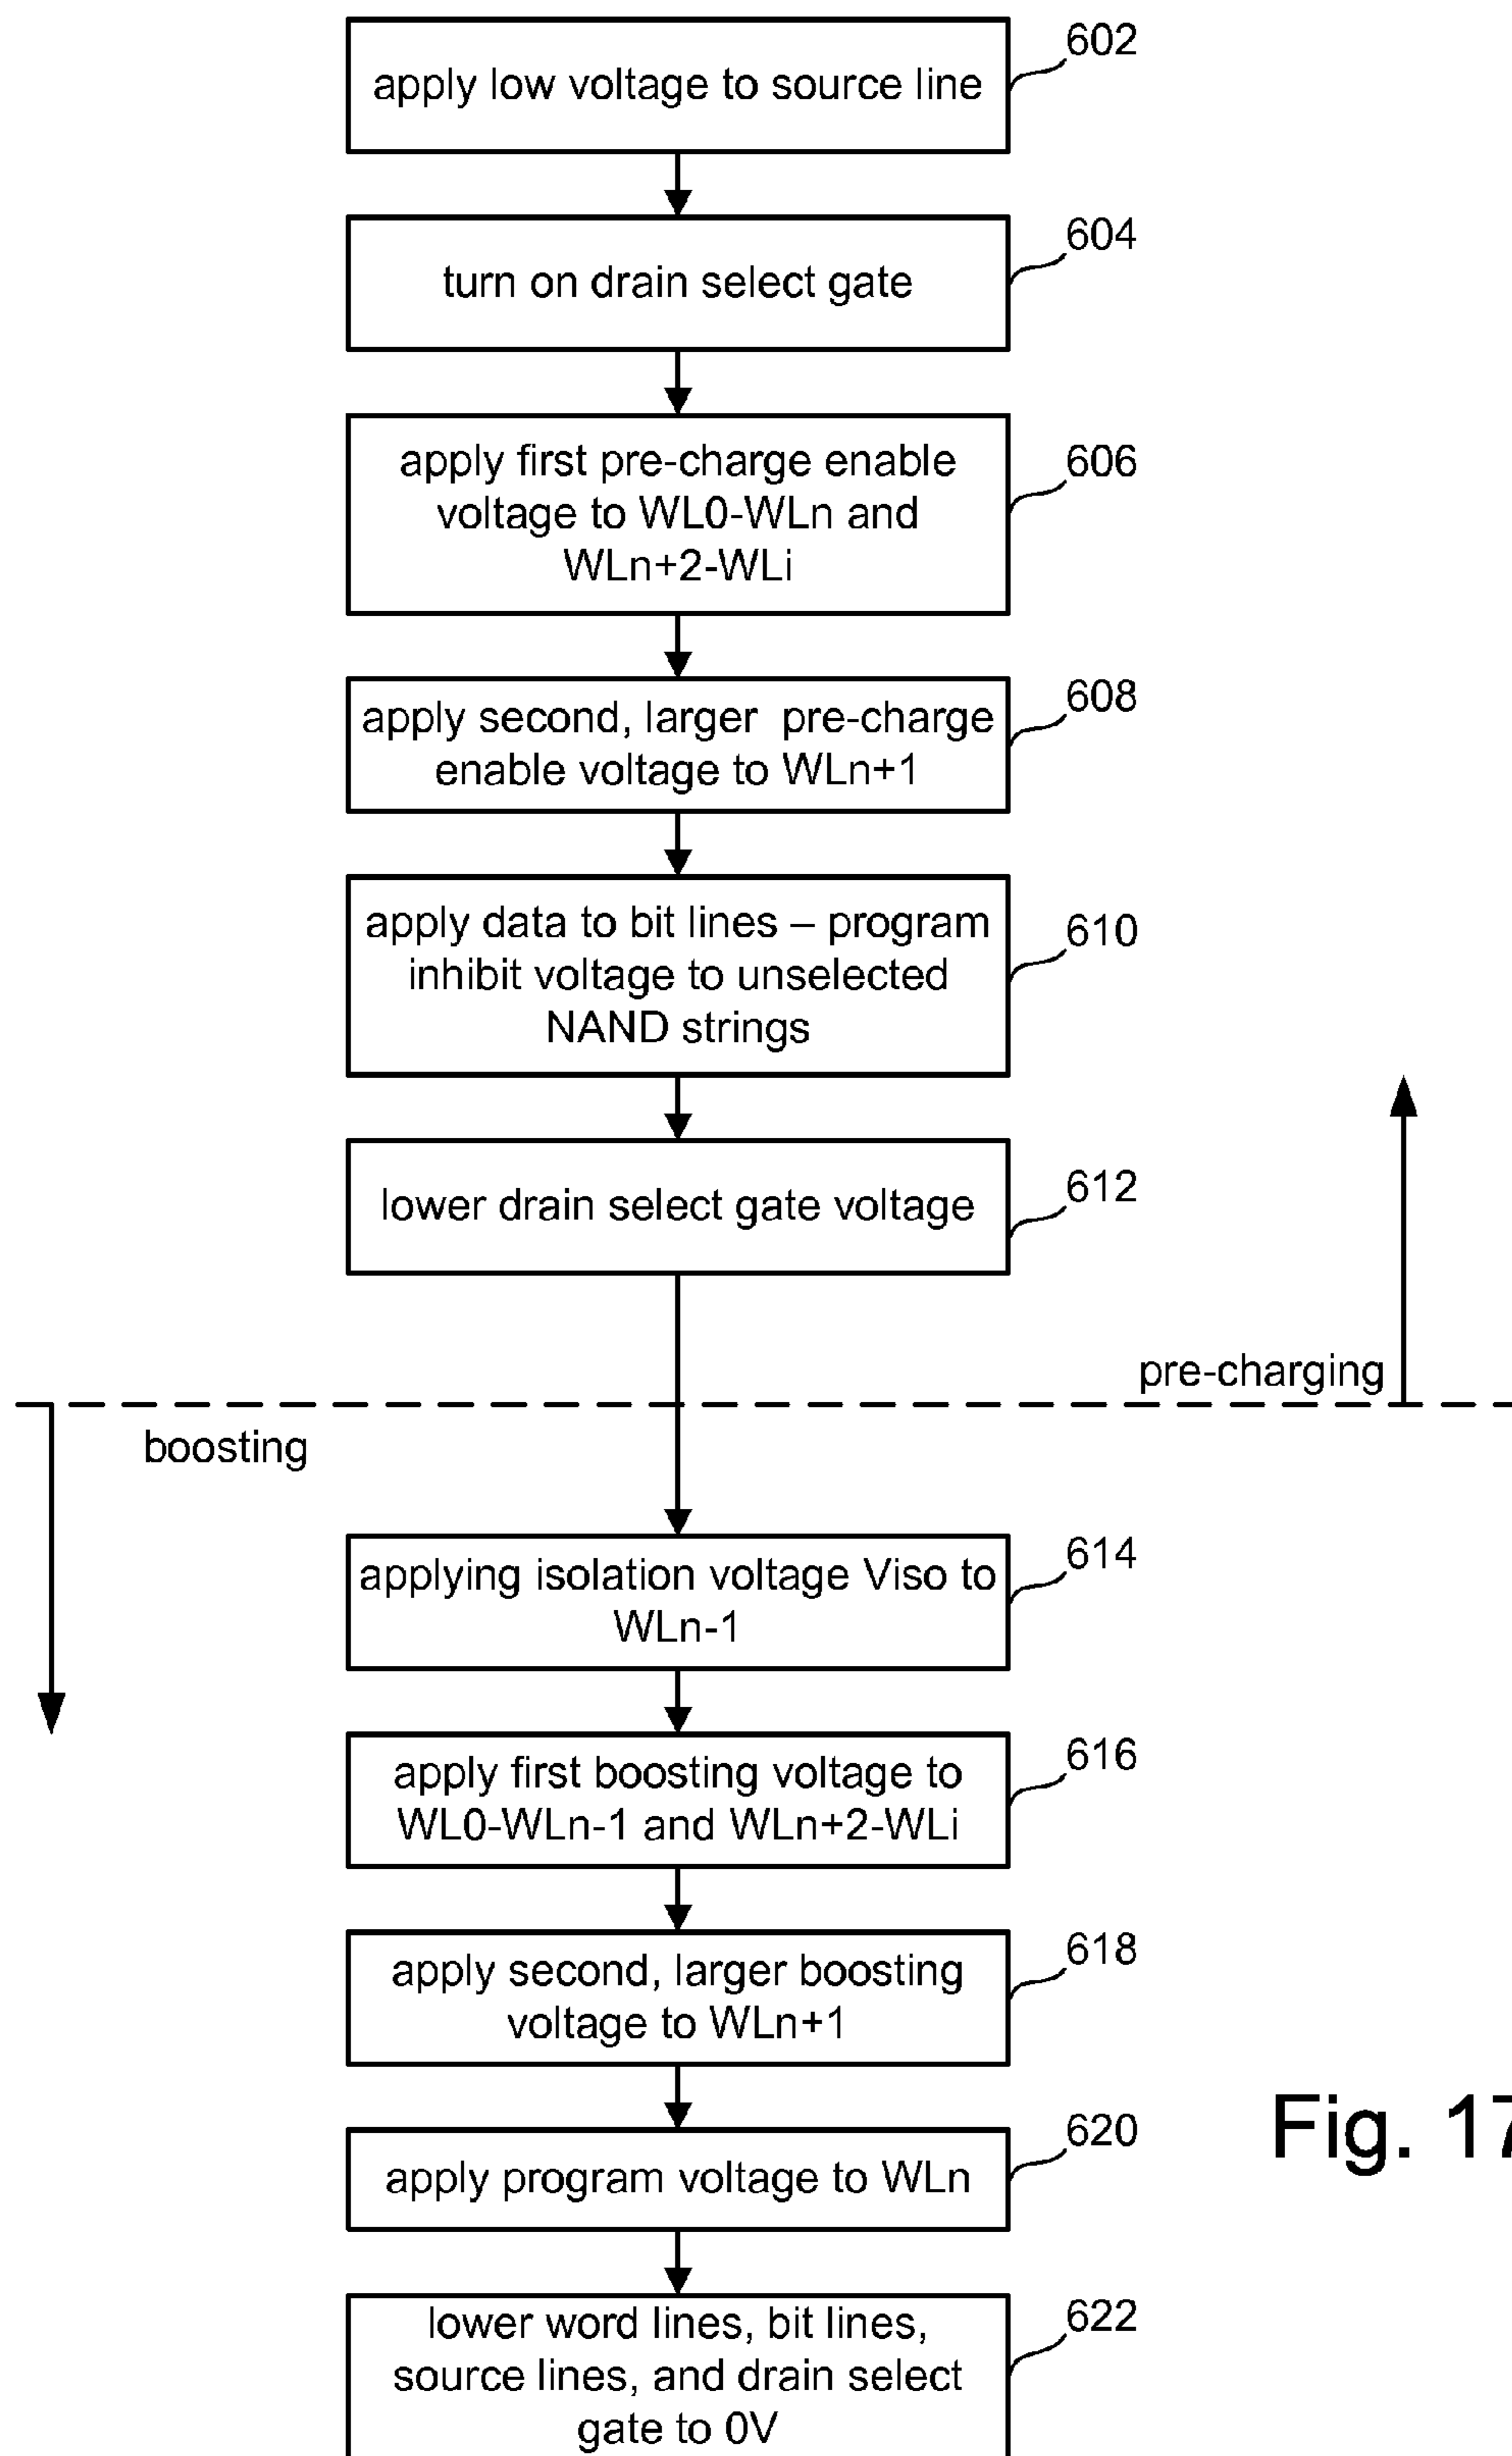 602
apply low voltage to source line
604
turn on drain select gate
606
apply first pre-charge enable
voltage to WL0-WLn and
WLn+2-WLi
608
apply second, larger pre-charge
enable voltage to WLn+1
610
apply data to bit lines – program
inhibit voltage to unselected
NAND strings
612
lower drain select gate voltage
pre-charging
boosting
614
applying isolation voltage Viso to
WLn-1
616
apply first boosting voltage to
WL0-WLn-1 and WLn+2-WLi
618
apply second, larger boosting
voltage to WLn+1
620
apply program voltage to WLn
Fig. 17
622
lower word lines, bit lines,
source lines, and drain select
gate to 0V